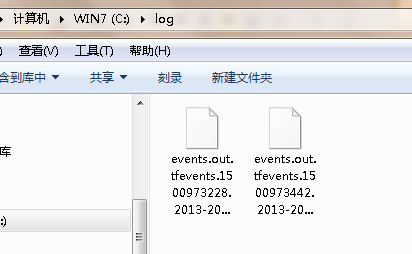 计算机 ▸ WIN7 (C:) ▸ log
查看(V) 工具(T) 帮助(H)
含到库中 ▼ 共享 ▼ 刻录 新建文件夹
events.out.
tfevents.15
00973228.
2013-20...
events.out.
tfevents.15
00973442.
2013-20...
库
:)